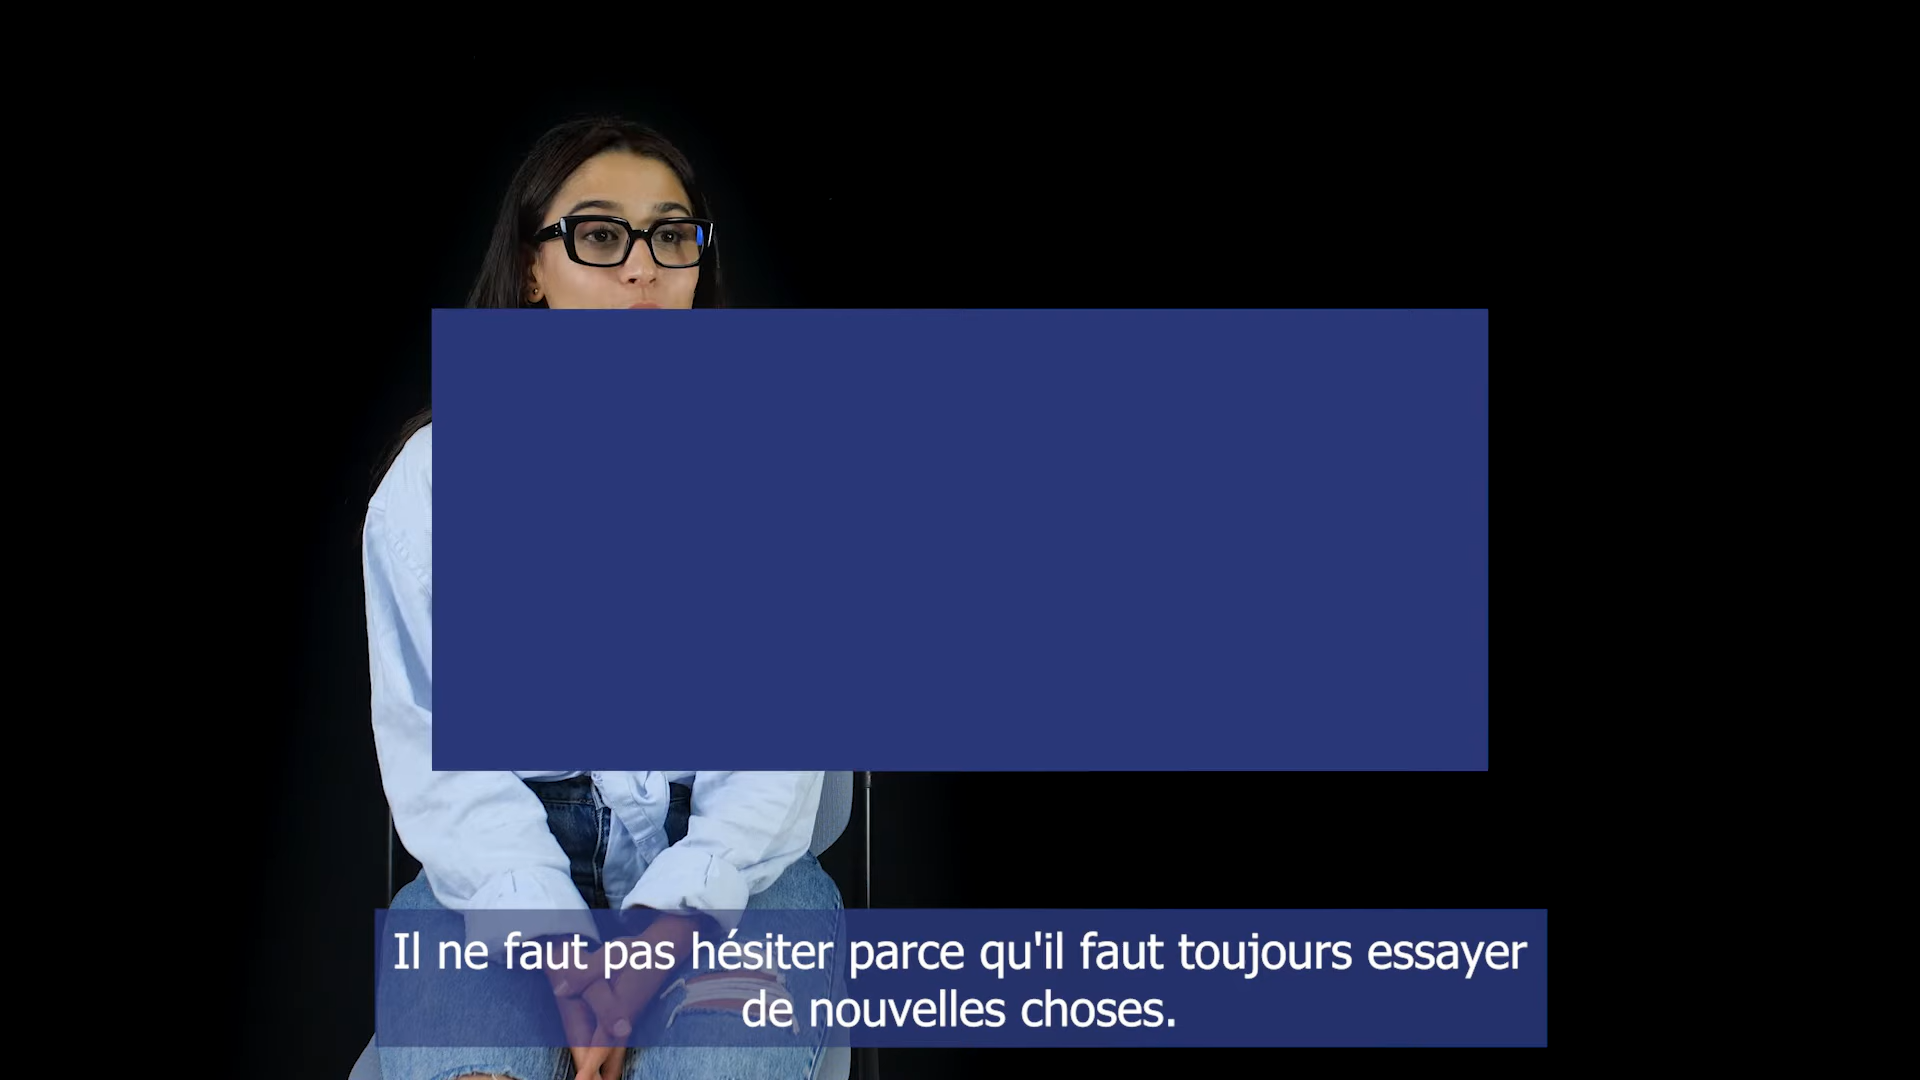 Il ne faut pas hésiter parce qu'il faut toujours essayer
de nouvelles choses.